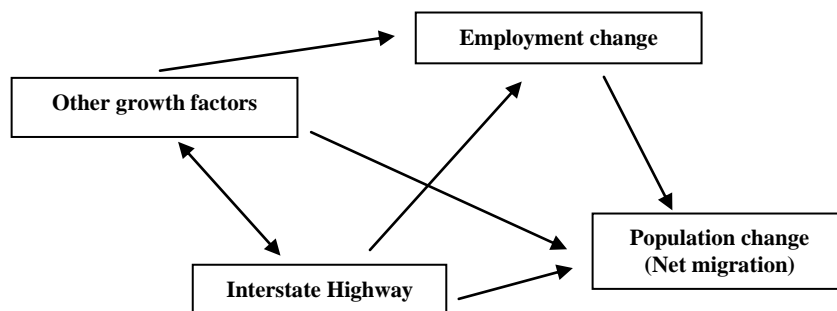 Employment change
Other growth factors
Population change
(Net migration)
Interstate Highway